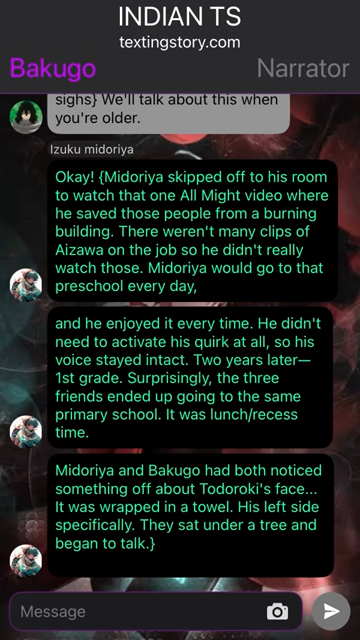 INDIAN TS
textingstory.com
Bakugo
Narrator
sighs} We'll talk about this when
you're older.
Izuku midoriya
Okay! {Midoriya skipped off to his room
to watch that one All Might video where
he saved those people from a burning
building. There weren't many clips of
Aizawa on the job so he didn't really
watch those. Midoriya would go to that
preschool every day,
and he enjoyed it every time. He didn't
need to activate his quirk at all, so his
voice stayed intact. Two years later—
1st grade. Surprisingly, the three
friends ended up going to the same
primary school. It was lunch/recess
time.
Midoriya and Bakugo had both noticed
something off about Todoroki's face...
It was wrapped in a towel. His left side
specifically. They sat under a tree and
began to talk.}
Message